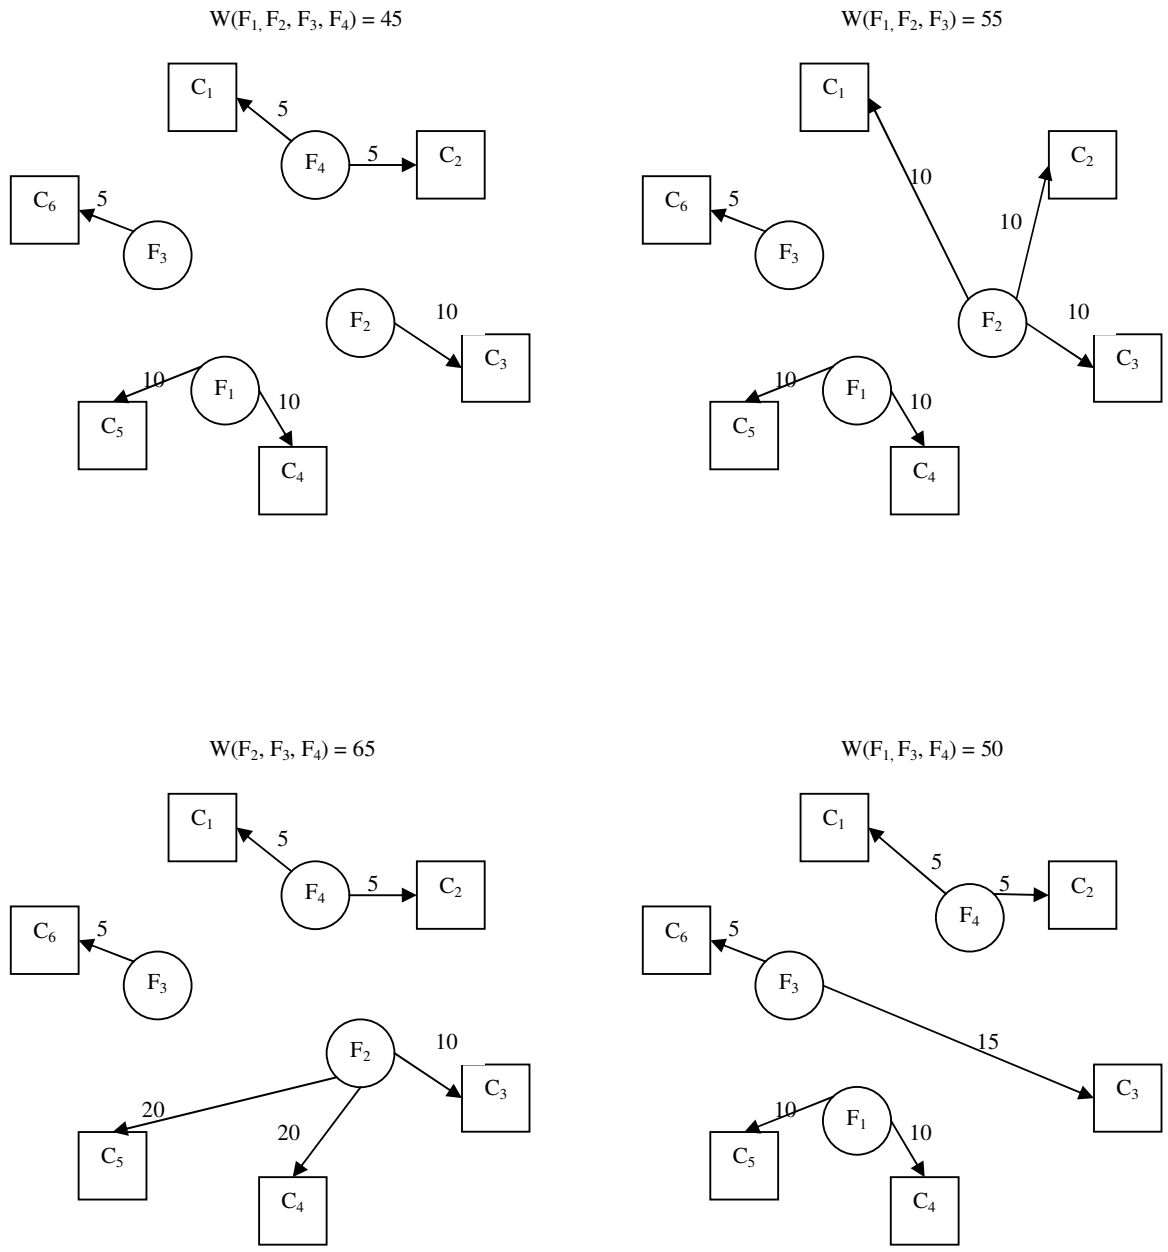 W(F₁, F₂, F₃, F₄) = 45
C₁
5
F₄
5
C₂
C₆
5
F₃
F₂
10
C₃
10
F₁
10
C₅
C₄
W(F₁, F₂, F₃) = 55
C₁
C₂
10
C₆
5
10
F₃
F₂
10
C₃
10
F₁
10
C₅
C₄
W(F₂, F₃, F₄) = 65
C₁
5
F₄
5
C₂
C₆
5
F₃
F₂
10
C₃
20
20
C₅
C₄
W(F₁, F₃, F₄) = 50
C₁
5
5
C₂
F₄
C₆
5
F₃
15
C₃
10
F₁
10
C₅
C₄